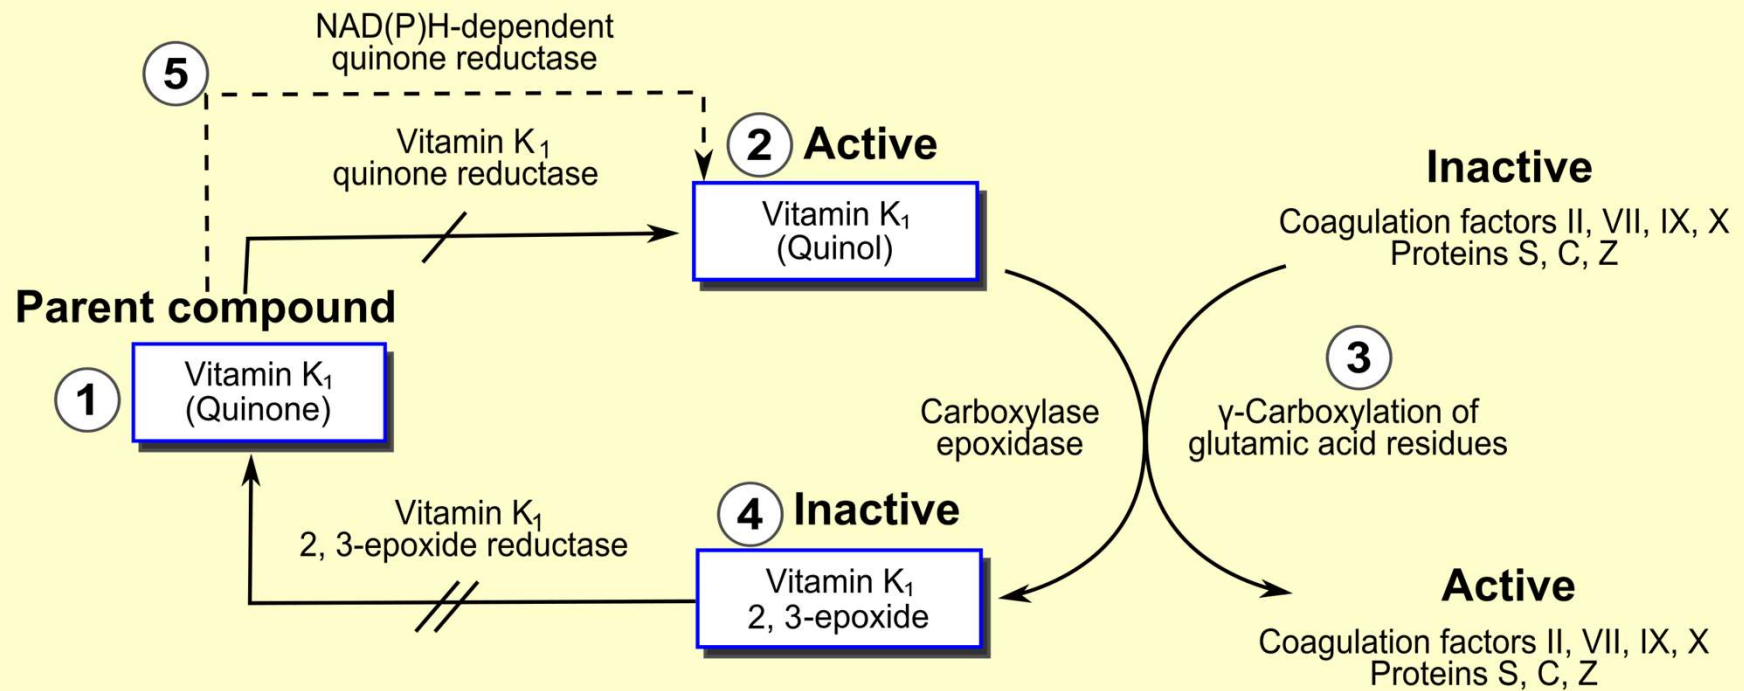 NAD(P)H-dependent
quinone reductase
5
Vitamin K₁
quinone reductase
2 Active
Vitamin K₁
(Quinol)
Inactive
Coagulation factors II, VII, IX, X
Proteins S, C, Z
Parent compound
1
Vitamin K₁
(Quinone)
3
γ-Carboxylation of
glutamic acid residues
Carboxylase
epoxidase
Vitamin K₁
2, 3-epoxide reductase
4 Inactive
Vitamin K₁
2, 3-epoxide
Active
Coagulation factors II, VII, IX, X
Proteins S, C, Z